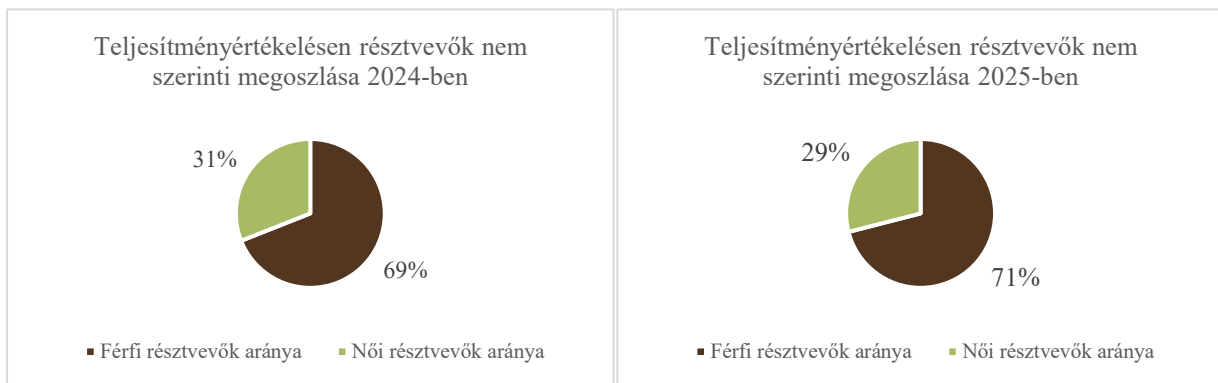 Teljesítményértékelésen résztvevők nem
szerinti megoszlása 2024-ben
31%
69%
Férfi résztvevők aránya
Női résztvevők aránya
Teljesítményértékelésen résztvevők nem
szerinti megoszlása 2025-ben
29%
71%
Férfi résztvevők aránya
Női résztvevők aránya